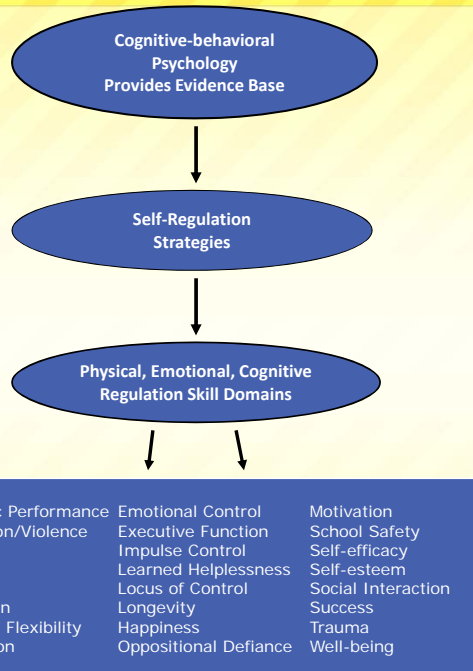 Cognitive-behavioral
Psychology
Provides Evidence Base
Self-Regulation
Strategies
Physical, Emotional, Cognitive
Regulation Skill Domains
Performance Emotional Control Motivation
on/Violence Executive Function School Safety
Impulse Control Self-efficacy
Learned Helplessness Self-esteem
Locus of Control Social Interaction
Longevity Success
Flexibility Happiness Trauma
Oppositional Defiance Well-being